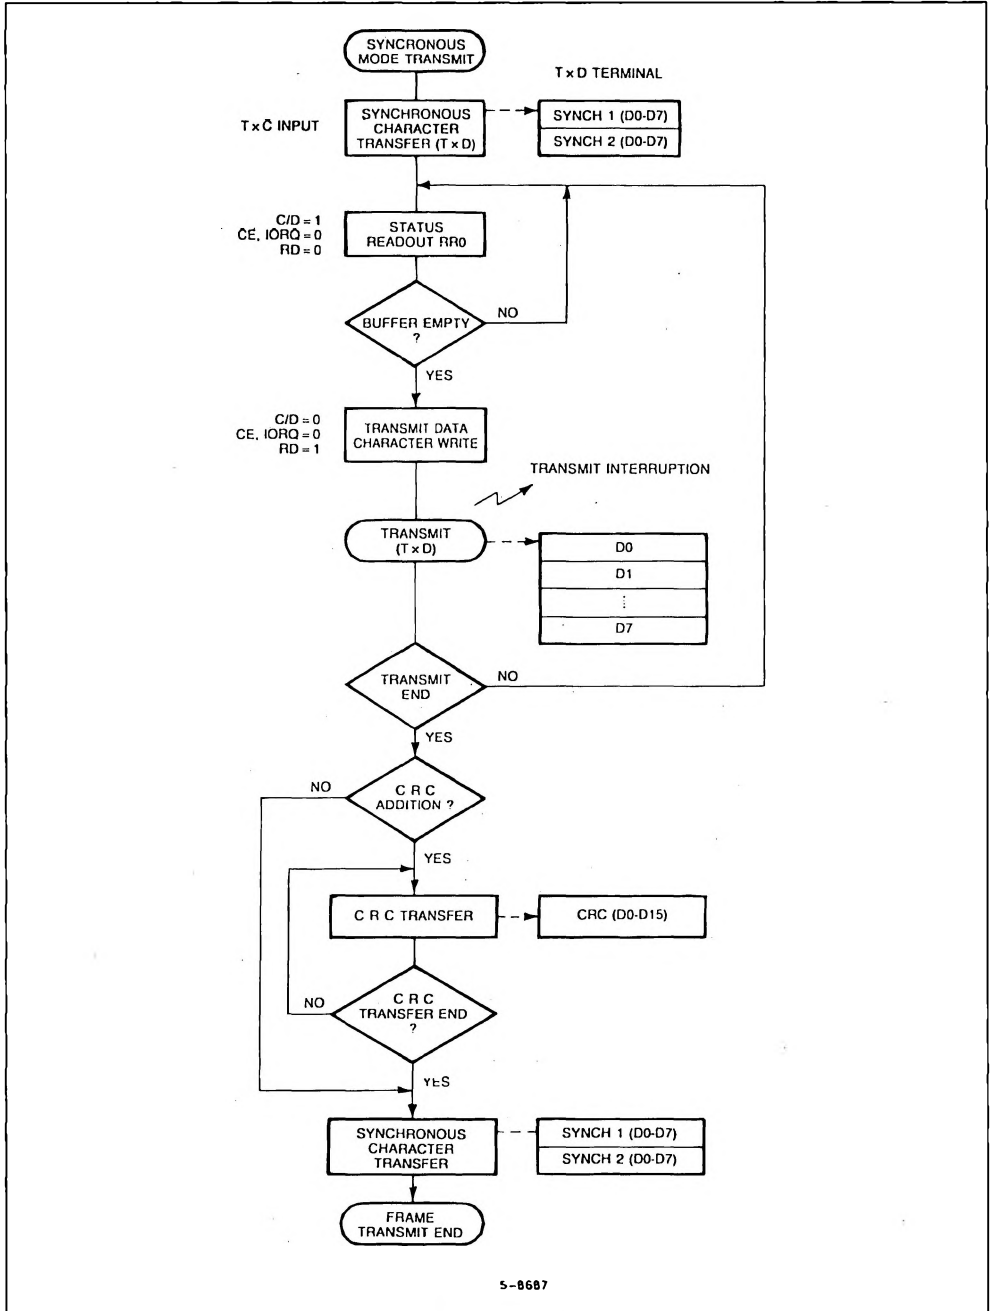 SYNCRONOUS
MODE TRANSMIT
T x D TERMINAL
T x C INPUT
SYNCHRONOUS
CHARACTER
TRANSFER (T x D)
SYNCH 1 (D0-D7)
SYNCH 2 (D0-D7)
C/D = 1
CE, IORQ = 0
RD = 0
STATUS
READOUT RR0
BUFFER EMPTY
?
NO
YES
C/D = 0
CE, IORQ = 0
RD = 1
TRANSMIT DATA
CHARACTER WRITE
TRANSMIT INTERRUPTION
TRANSMIT
(T x D)
D0
D1
⋮
D7
TRANSMIT
END
NO
YES
C R C
ADDITION ?
NO
YES
C R C TRANSFER
CRC (D0-D15)
C R C
TRANSFER END
?
NO
YES
SYNCHRONOUS
CHARACTER
TRANSFER
SYNCH 1 (D0-D7)
SYNCH 2 (D0-D7)
FRAME
TRANSMIT END
S-8687